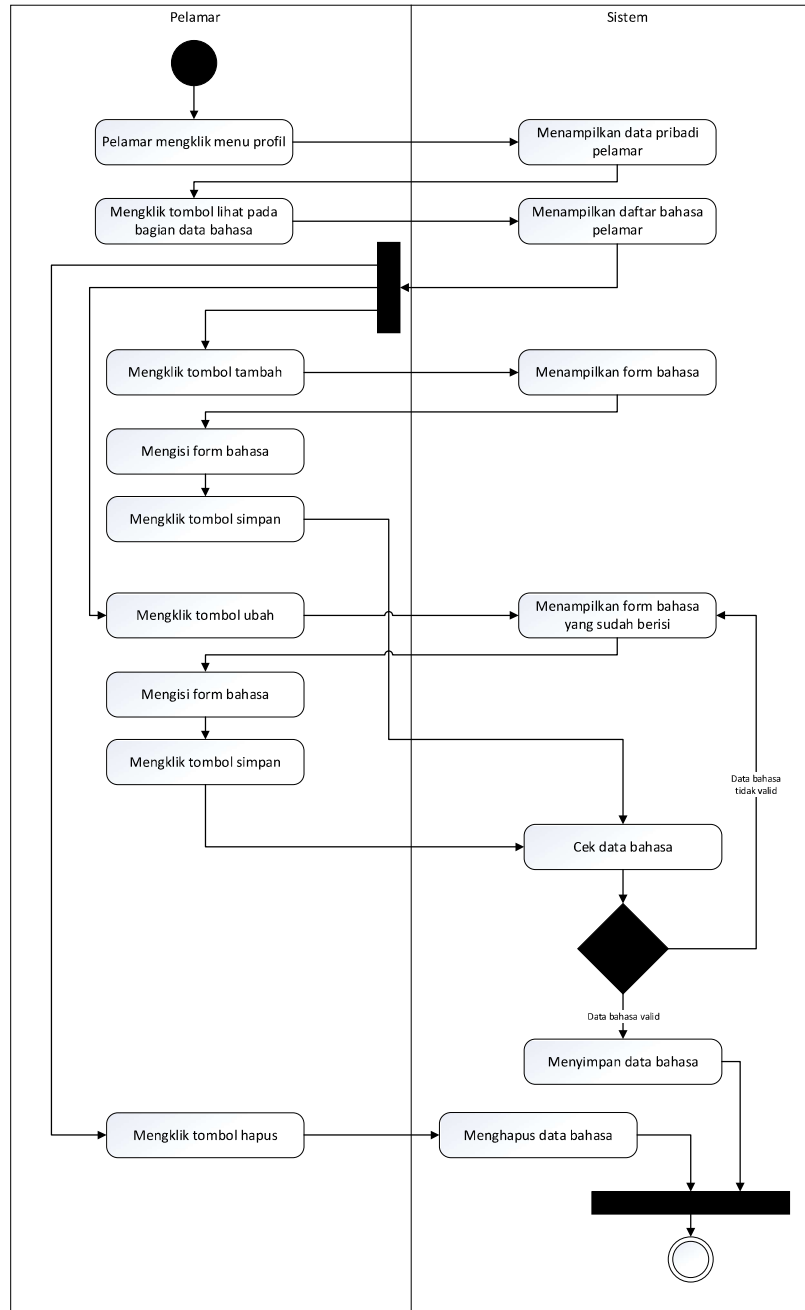 Pelamar
Sistem
Pelamar mengklik menu profil
Menampilkan data pribadi
pelamar
Mengklik tombol lihat pada
bagian data bahasa
Menampilkan daftar bahasa
pelamar
Mengklik tombol tambah
Menampilkan form bahasa
Mengisi form bahasa
Mengklik tombol simpan
Mengklik tombol ubah
Menampilkan form bahasa
yang sudah berisi
Mengisi form bahasa
Mengklik tombol simpan
Data bahasa
tidak valid
Cek data bahasa
Data bahasa valid
Menyimpan data bahasa
Mengklik tombol hapus
Menghapus data bahasa